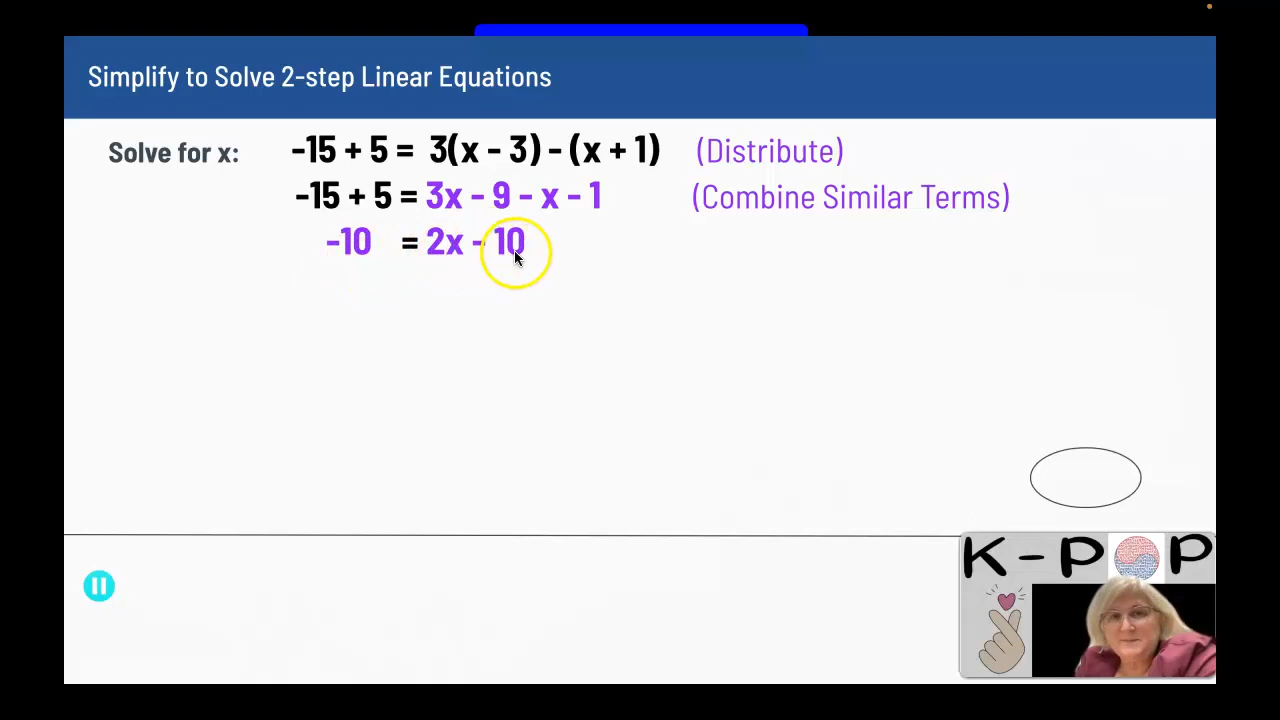 Simplify to Solve 2-step Linear Equations
Solve for x: -15 + 5 = 3(x - 3) - (x + 1) (Distribute)
-15 + 5 = 3x - 9 - x - 1 (Combine Similar Terms)
-10 = 2x - 10
K-POP